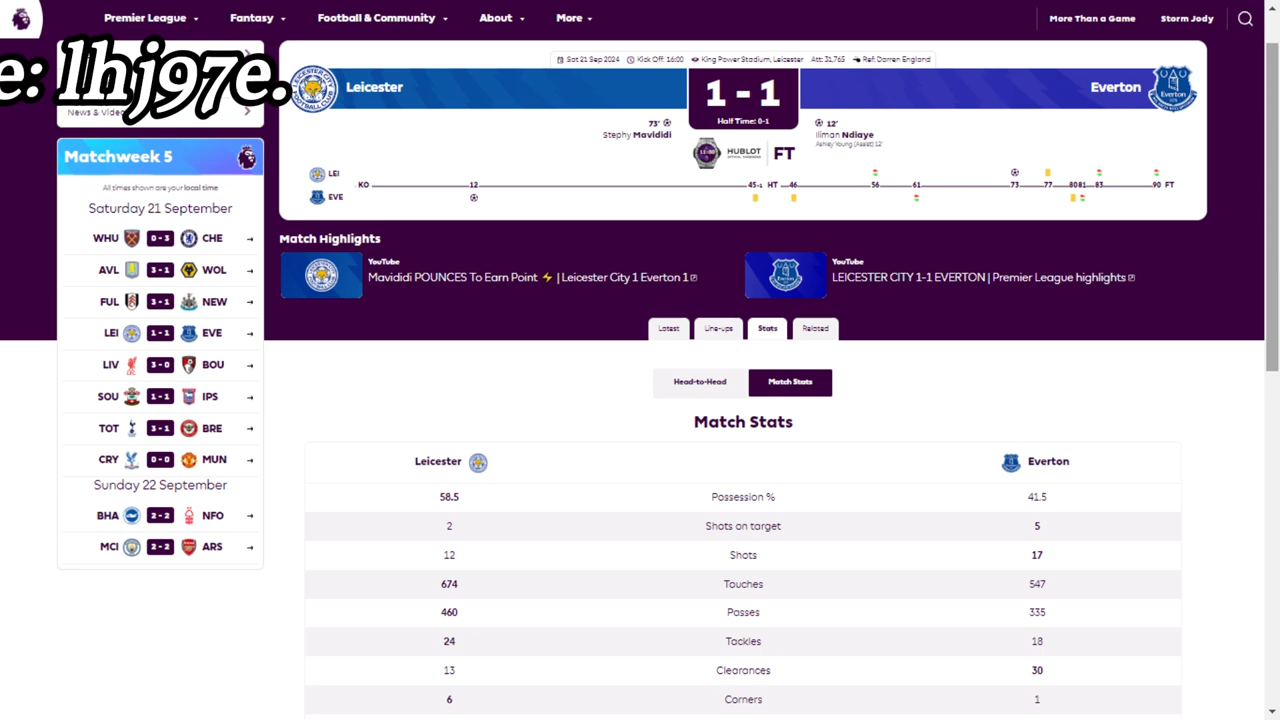 Premier League
Fantasy
Football & Community
About
More
More Than a Game
Storm Jody
e: lhj97e.
News & Video
Sat 21 Sep 2024 Kick Off: 16:00 King Power Stadium, Leicester Att: 31,765 Ref: Darren England
Leicester 1 - 1 Everton
Half Time: 0-1
73'
Stephy Mavididi
12'
Iliman Ndiaye
Ashley Young (Assist) 12'
HUBLOT FT
LEI
KO 12 45+1 HT 46 56 61 73 77 80 81 83 90 FT
EVE
Matchweek 5
All times shown are your local time
Saturday 21 September
WHU 0 - 3 CHE
AVL 3 - 1 WOL
FUL 3 - 1 NEW
LEI 1 - 1 EVE
LIV 3 - 0 BOU
SOU 1 - 1 IPS
TOT 3 - 1 BRE
CRY 0 - 0 MUN
Sunday 22 September
BHA 2 - 2 NFO
MCI 2 - 2 ARS
Match Highlights
YouTube
Mavididi POUNCES To Earn Point ⚡ | Leicester City 1 Everton 1
YouTube
LEICESTER CITY 1-1 EVERTON | Premier League highlights
Latest
Line-ups
Stats
Related
Head-to-Head
Match Stats
Match Stats
Leicester Everton
58.5 Possession % 41.5
2 Shots on target 5
12 Shots 17
674 Touches 547
460 Passes 335
24 Tackles 18
13 Clearances 30
6 Corners 1